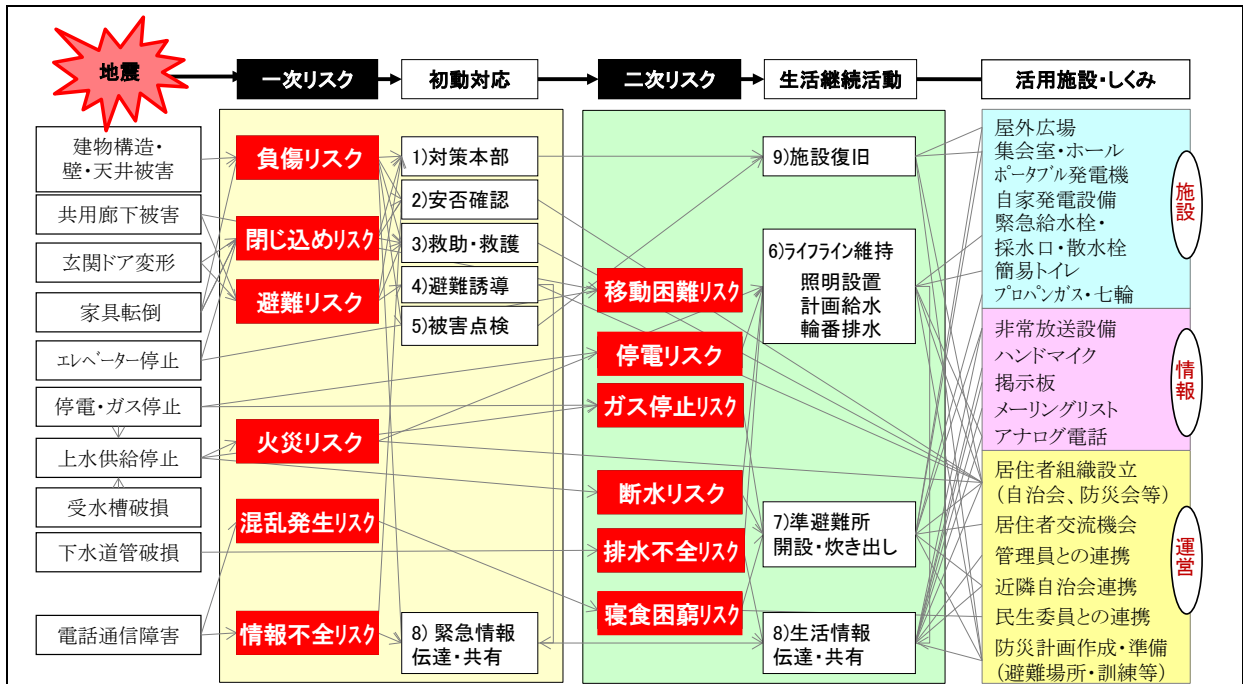 地震
一次リスク
初動対応
二次リスク
生活継続活動
活用施設・しくみ
建物構造・
壁・天井被害
共用廊下被害
玄関ドア変形
家具転倒
エレベーター停止
停電・ガス停止
上水供給停止
受水槽破損
下水道管破損
電話通信障害
負傷リスク
閉じ込めリスク
避難リスク
火災リスク
混乱発生リスク
情報不全リスク
1)対策本部
2)安否確認
3)救助・救護
4)避難誘導
5)被害点検
8) 緊急情報
伝達・共有
移動困難リスク
停電リスク
ガス停止リスク
断水リスク
排水不全リスク
寝食困窮リスク
9)施設復旧
6)ライフライン維持
照明設置
計画給水
輪番排水
7)準避難所
開設・炊き出し
8)生活情報
伝達・共有
屋外広場
集会室・ホール
ポータブル発電機
自家発電設備
緊急給水栓・
採水口・散水栓
簡易トイレ
プロパンガス・七輪
施設
非常放送設備
ハンドマイク
掲示板
メーリングリスト
アナログ電話
情報
居住者組織設立
(自治会、防災会等)
居住者交流機会
管理員との連携
近隣自治会連携
民生委員との連携
防災計画作成・準備
(避難場所・訓練等)
運営